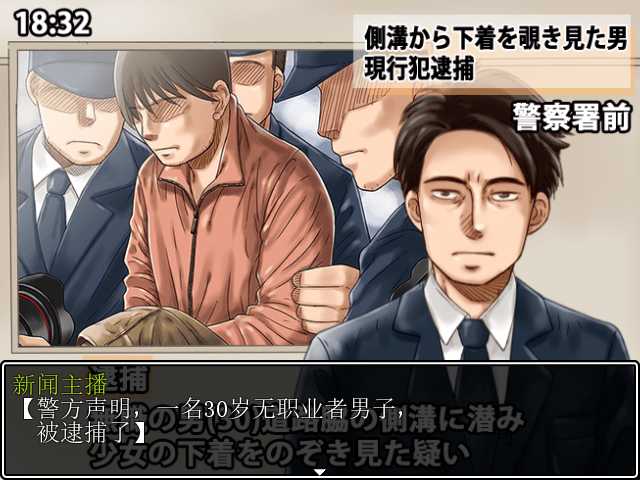 18:32
側溝から下着を覗き見た男
現行犯逮捕
警察署前
新闻主播
【警方声明，一名30岁无职业者男子，
被逮捕了】
逮捕
の男(30)道路脇の側溝に潜み
少女の下着をのぞき見た疑い